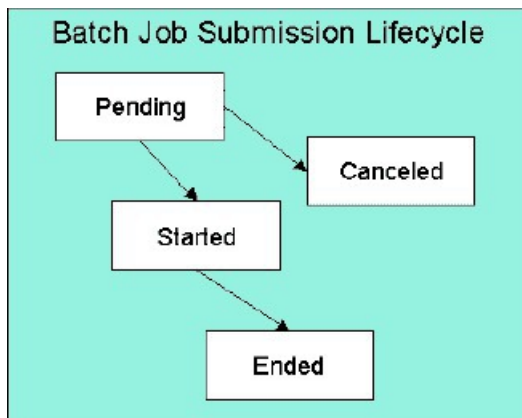 Batch Job Submission Lifecycle
Pending
Canceled
Started
Ended